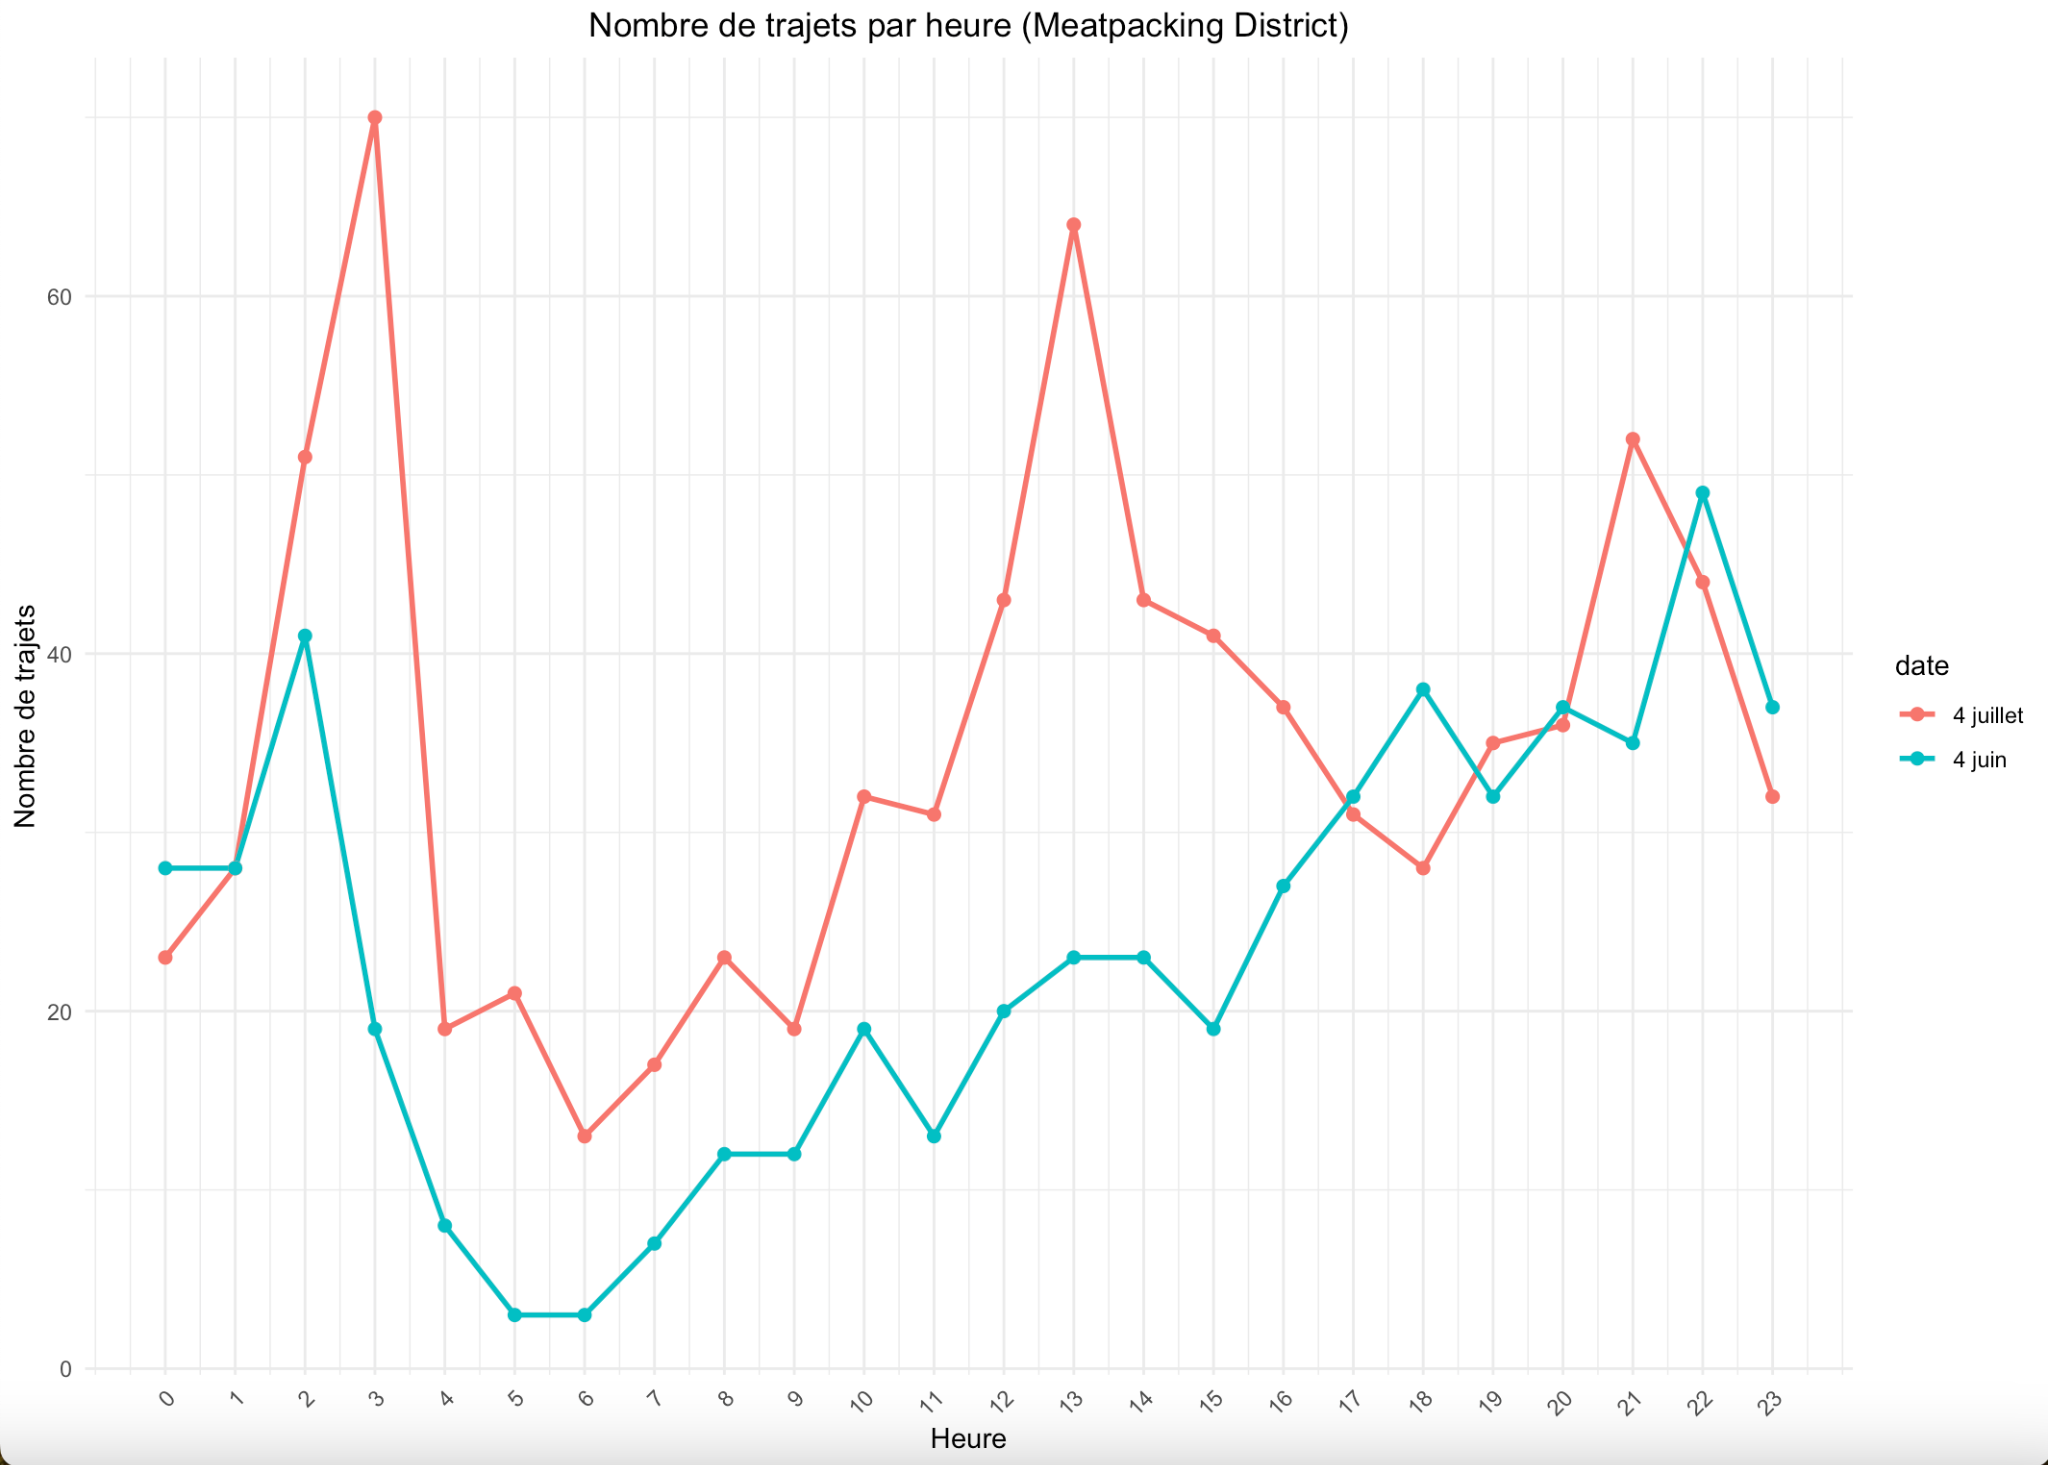 Nombre de trajets par heure (Meatpacking District)
Nombre de trajets
60
40
20
0
0 1 2 3 4 5 6 7 8 9 10 11 12 13 14 15 16 17 18 19 20 21 22 23
Heure
date
4 juillet
4 juin